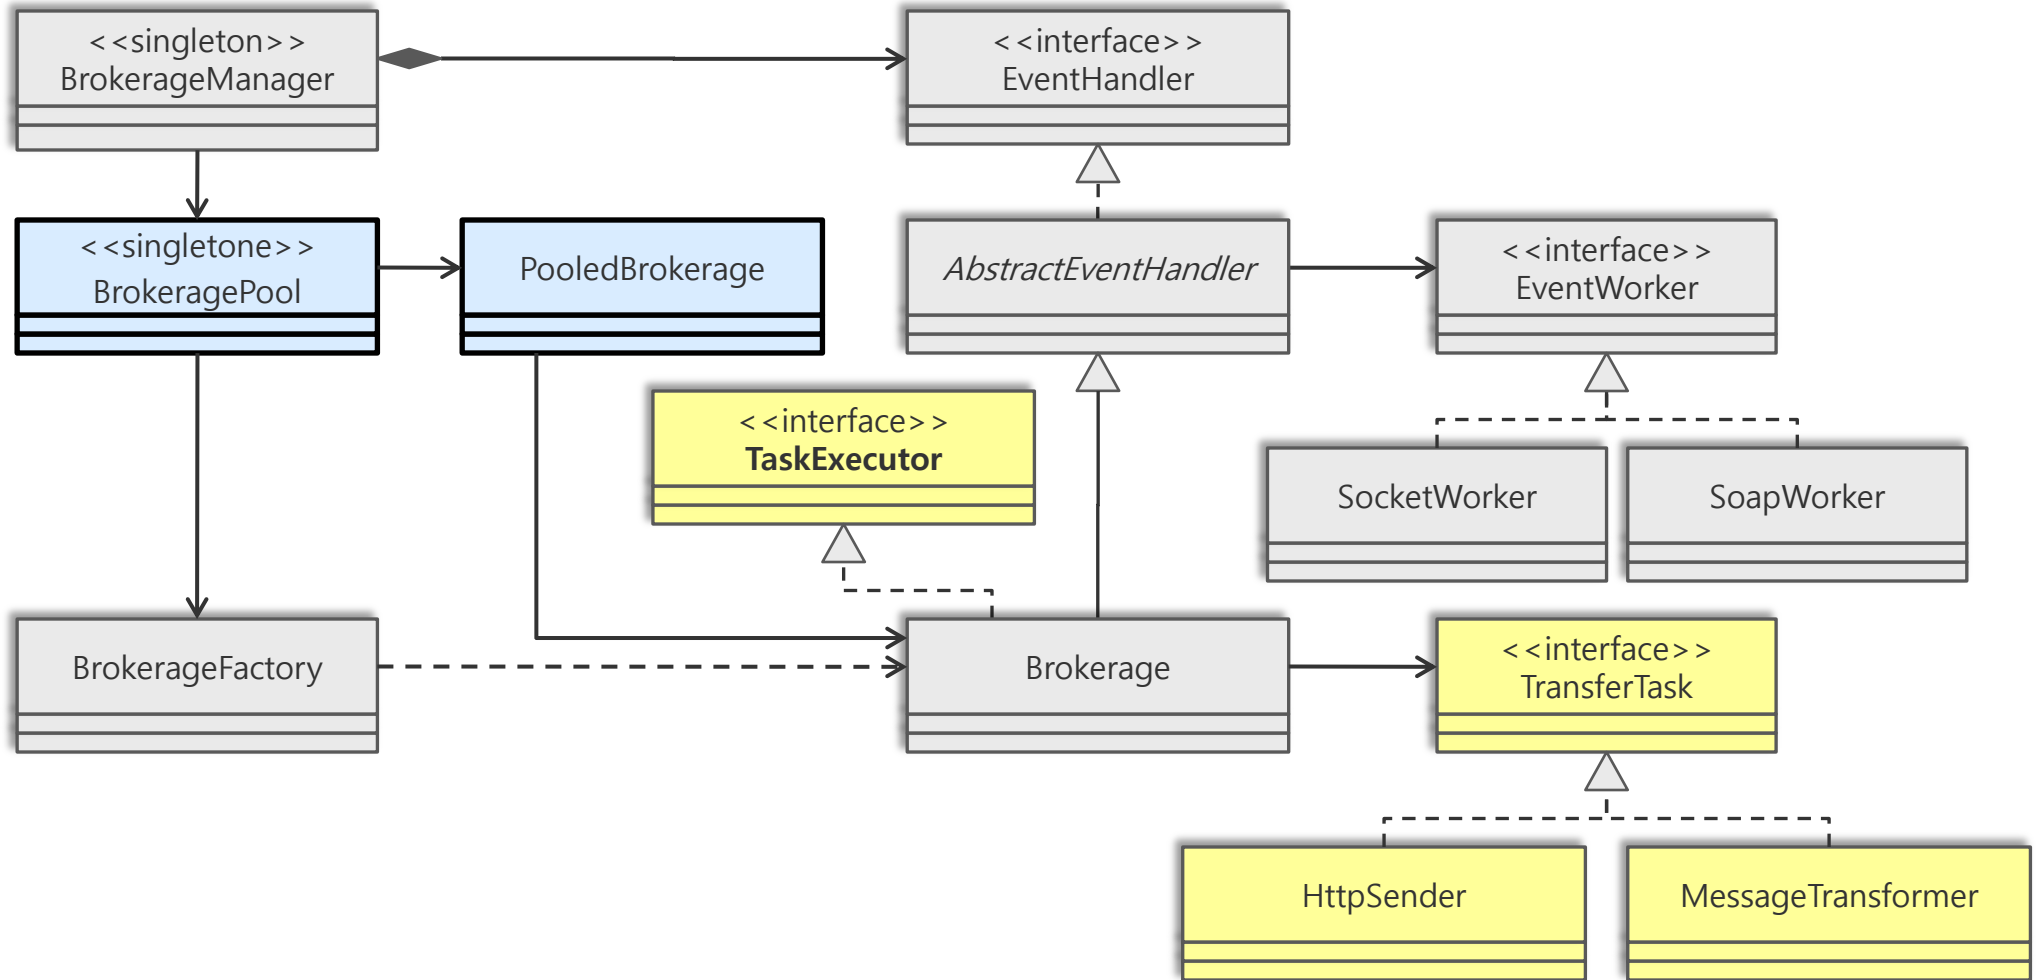 <<singleton>>
BrokerageManager
<<interface>>
EventHandler
<<singletone>>
BrokeragePool
PooledBrokerage
AbstractEventHandler
<<interface>>
EventWorker
<<interface>>
TaskExecutor
SocketWorker
SoapWorker
BrokerageFactory
Brokerage
<<interface>>
TransferTask
HttpSender
MessageTransformer